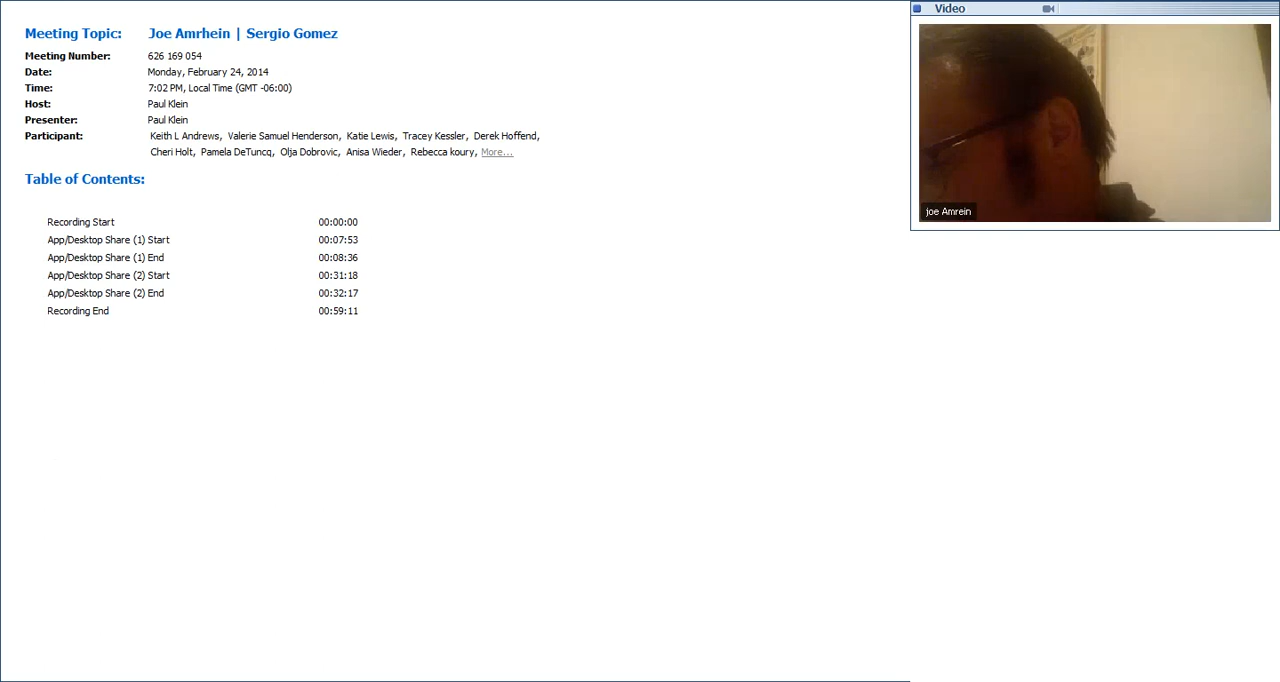 Meeting Topic: Joe Amrhein | Sergio Gomez
Meeting Number: 626 169 054
Date: Monday, February 24, 2014
Time: 7:02 PM, Local Time (GMT -06:00)
Host: Paul Klein
Presenter: Paul Klein
Participant: Keith L Andrews, Valerie Samuel Henderson, Katie Lewis, Tracey Kessler, Derek Hoffend,
Cheri Holt, Pamela DeTuncq, Olja Dobrovic, Anisa Wieder, Rebecca koury, More...
Table of Contents:
Recording Start 00:00:00
App/Desktop Share (1) Start 00:07:53
App/Desktop Share (1) End 00:08:36
App/Desktop Share (2) Start 00:31:18
App/Desktop Share (2) End 00:32:17
Recording End 00:59:11
Video
joe Amrein